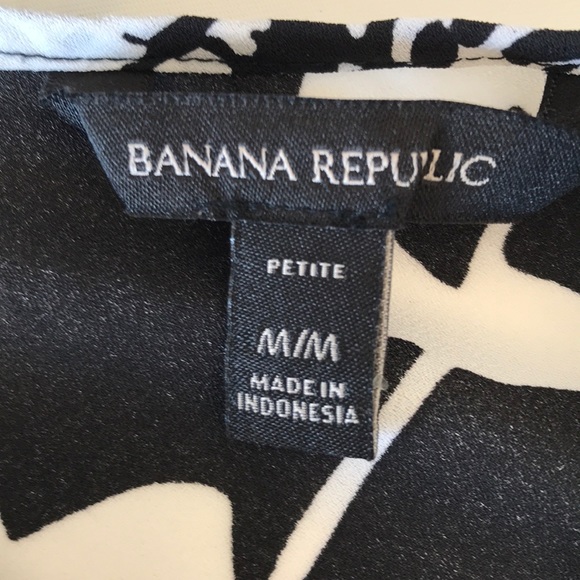 BANANA REPUBLIC
PETITE
M/M
MADE IN
INDONESIA